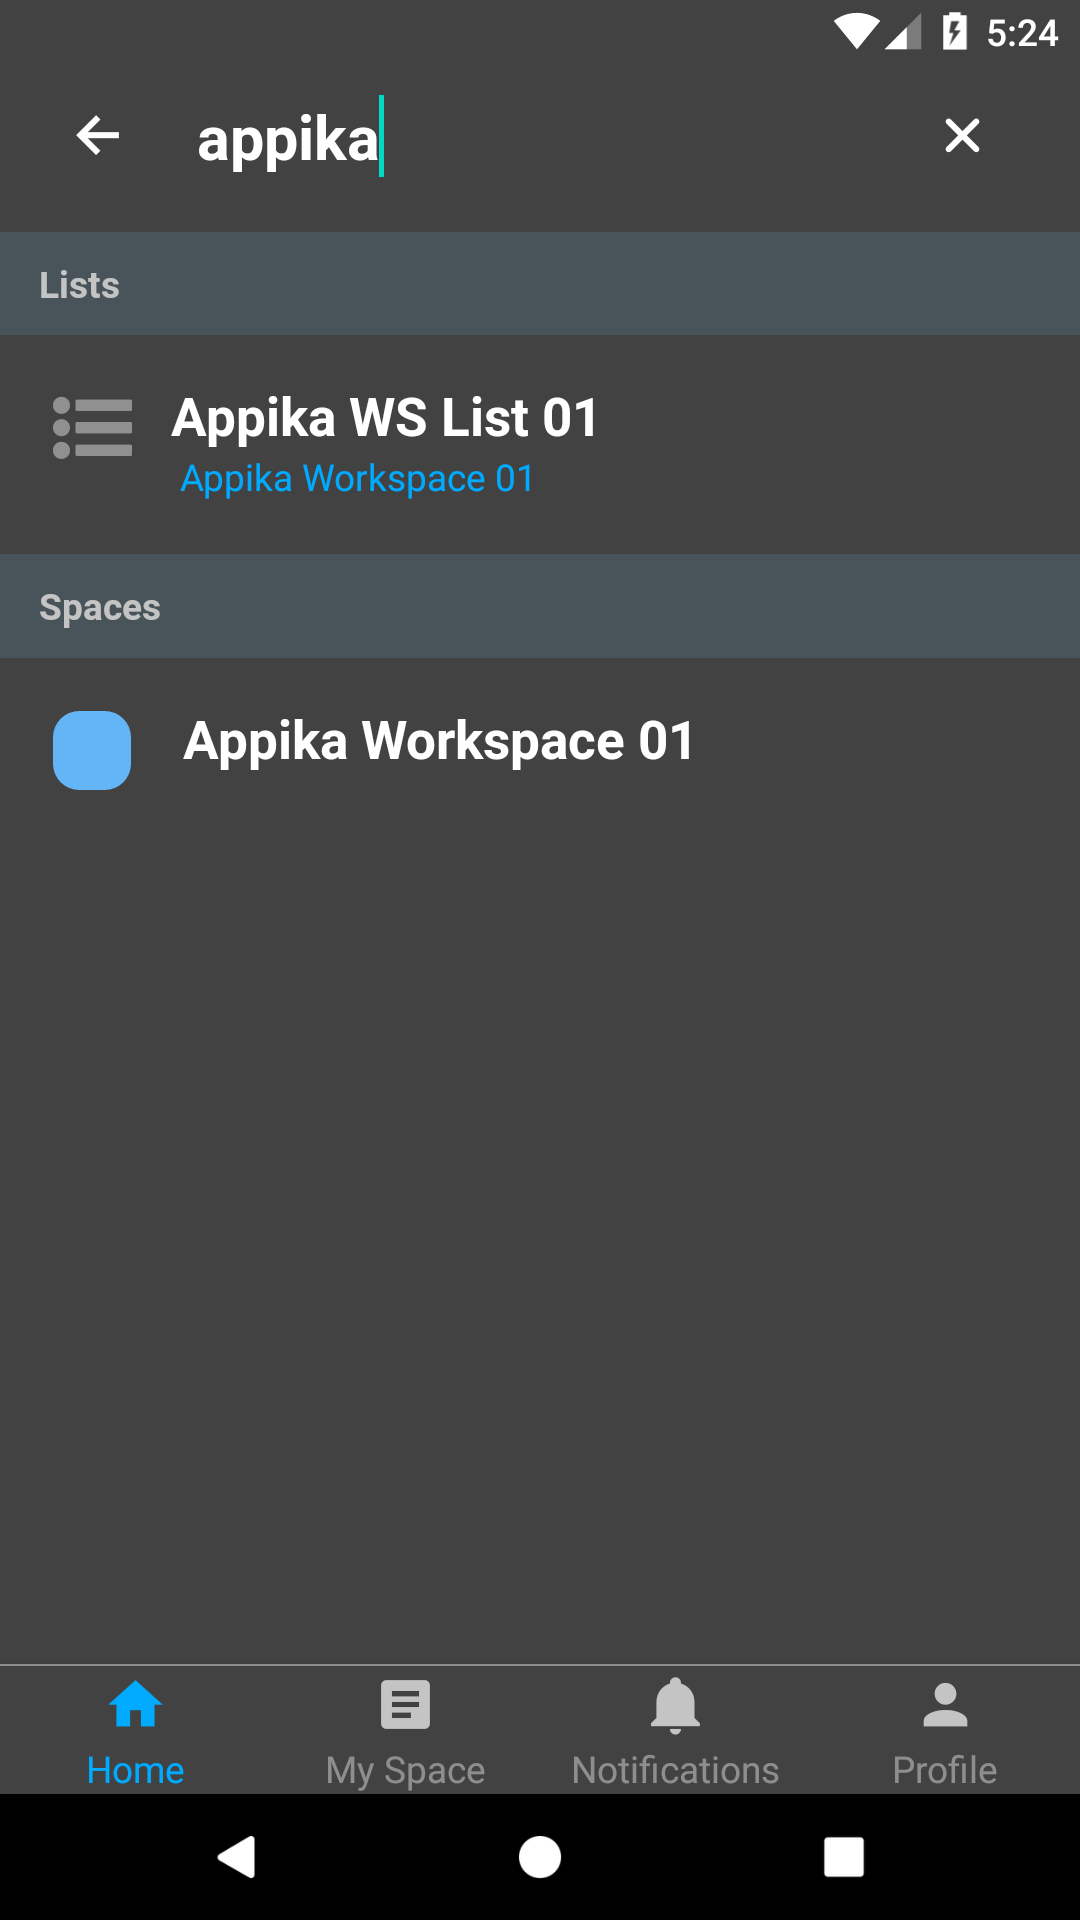 5:24
appika
Lists
Appika WS List 01
Appika Workspace 01
Spaces
Appika Workspace 01
Home
My Space
Notifications
Profile